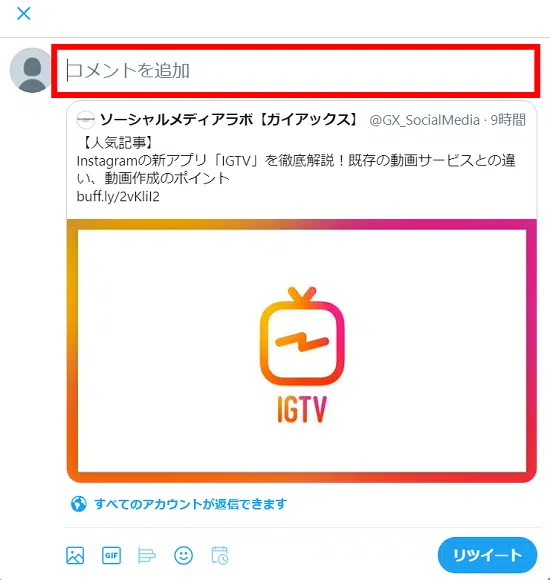 コメントを追加
ソーシャルメディアラボ【ガイアックス】 @GX_SocialMedia · 9時間
【人気記事】
Instagramの新アプリ「IGTV」を徹底解説！既存の動画サービスとの違
い、動画作成のポイント
buff.ly/2vKliI2
IGTV
すべてのアカウントが返信できます
GIF
リツイート